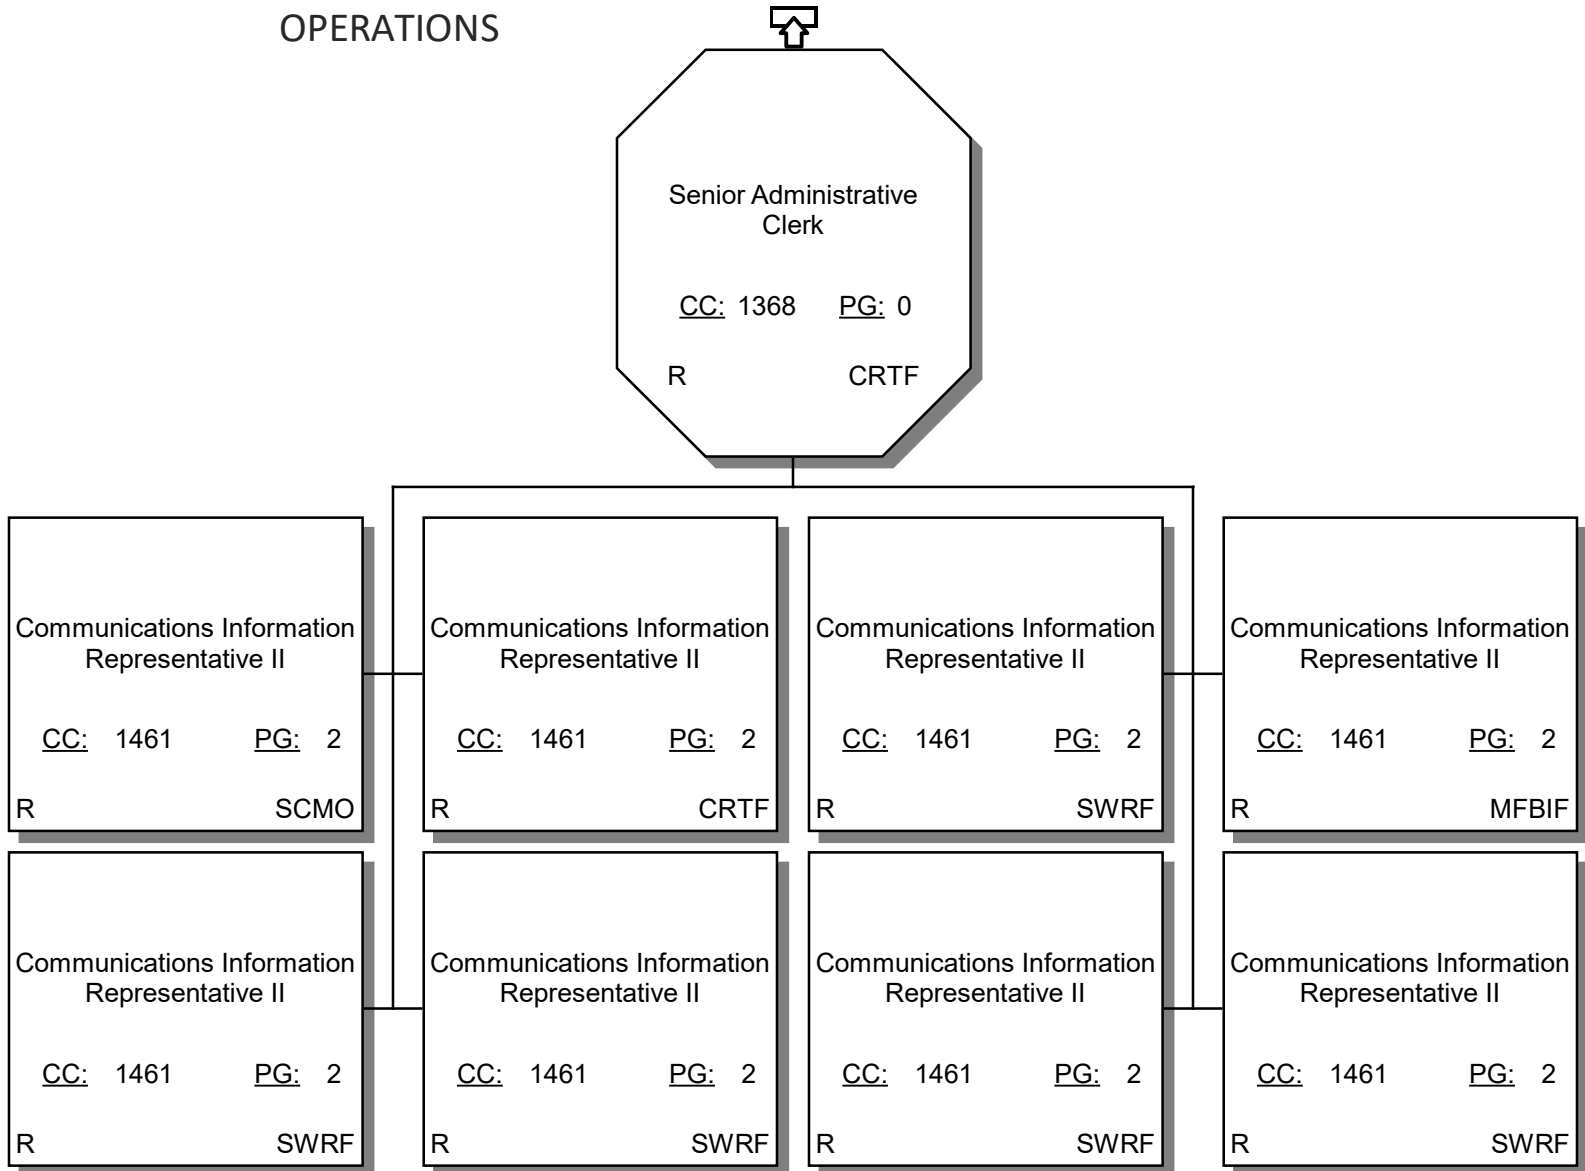 OPERATIONS
Senior Administrative
Clerk
CC: 1368 PG: 0
R CRTF
Communications Information
Representative II
CC: 1461 PG: 2
R SCMO
Communications Information
Representative II
CC: 1461 PG: 2
R CRTF
Communications Information
Representative II
CC: 1461 PG: 2
R SWRF
Communications Information
Representative II
CC: 1461 PG: 2
R MFBIF
Communications Information
Representative II
CC: 1461 PG: 2
R SWRF
Communications Information
Representative II
CC: 1461 PG: 2
R SWRF
Communications Information
Representative II
CC: 1461 PG: 2
R SWRF
Communications Information
Representative II
CC: 1461 PG: 2
R SWRF